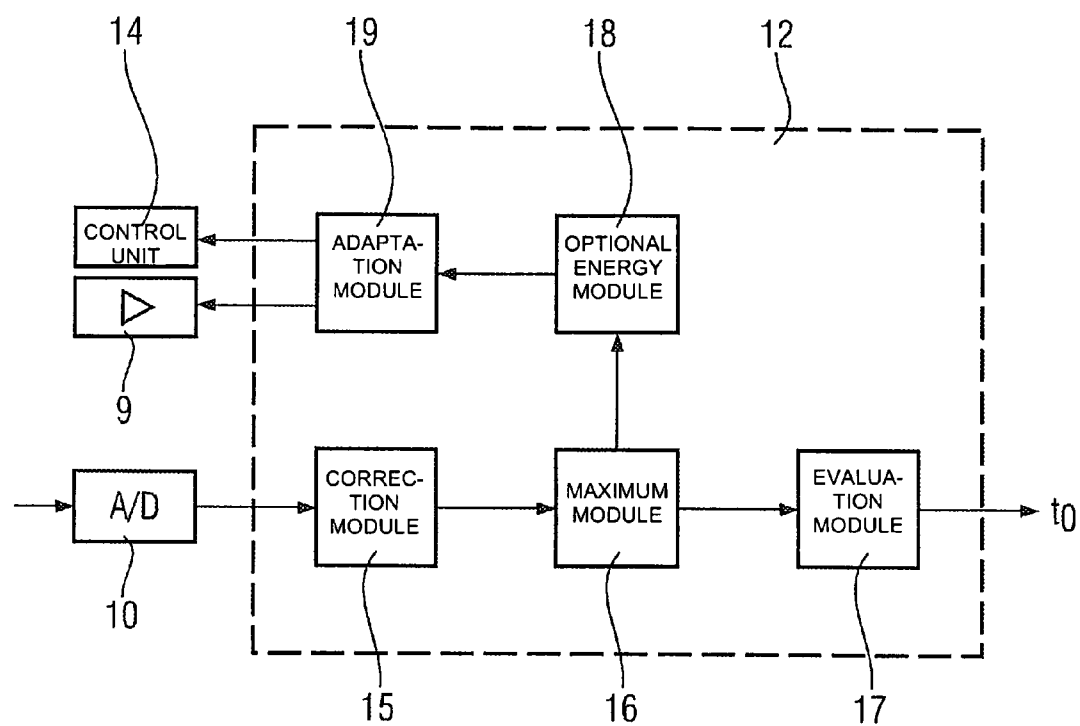 14
19
18
12
CONTROL
UNIT
ADAPTA-
TION
MODULE
OPTIONAL
ENERGY
MODULE
9
A/D
CORREC-
TION
MODULE
MAXIMUM
MODULE
EVALUA-
TION
MODULE
t0
10
15
16
17